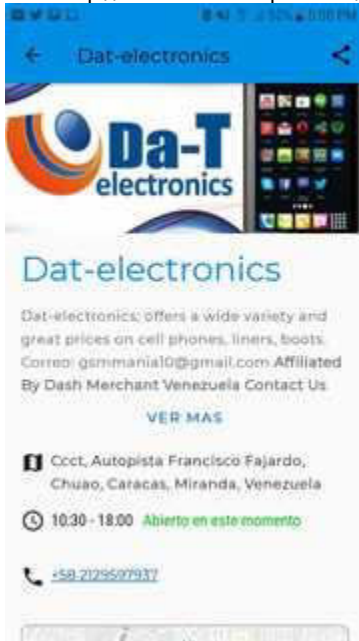 Dat-electronics
Da-T
electronics
Dat-electronics
Dat-electronics; offers a wide variety and
great prices on cell phones, liners, boots.
Correo: gsmmania10@gmail.com Affiliated
By Dash Merchant Venezuela Contact Us
VER MAS
Ccct, Autopista Francisco Fajardo,
Chuao, Caracas, Miranda, Venezuela
10:30 - 18:00 Abierto en este momento
+58-2129597937